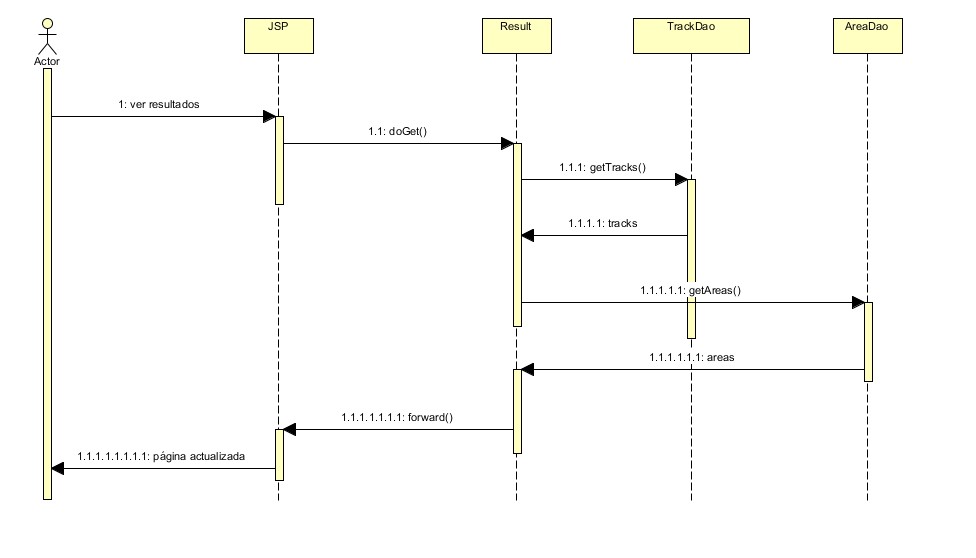 JSP
Result
TrackDao
AreaDao
Actor
1: ver resultados
1.1: doGet()
1.1.1: getTracks()
1.1.1.1: tracks
1.1.1.1.1: getAreas()
1.1.1.1.1.1: areas
1.1.1.1.1.1.1: forward()
1.1.1.1.1.1.1.1: página actualizada